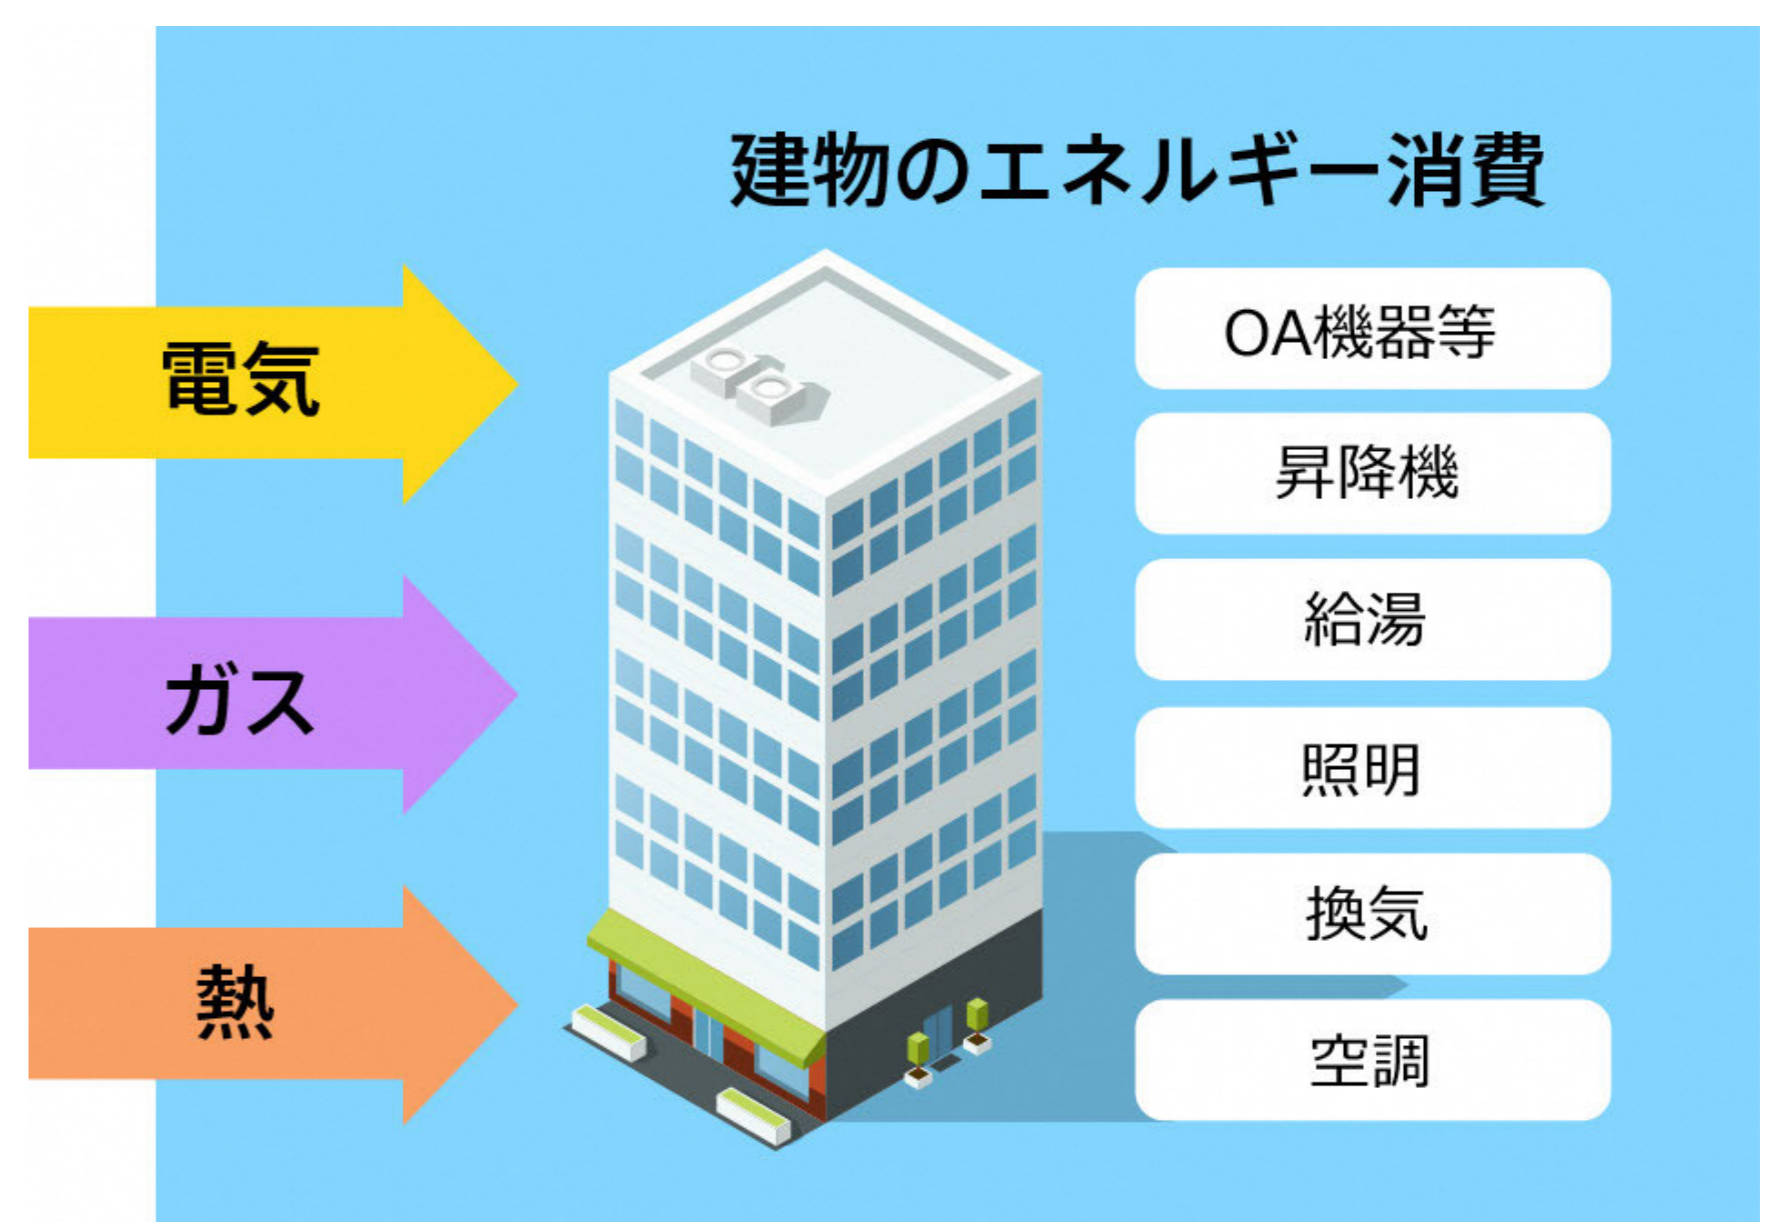 建物のエネルギー消費
電気
ガス
熱
OA機器等
昇降機
給湯
照明
換気
空調